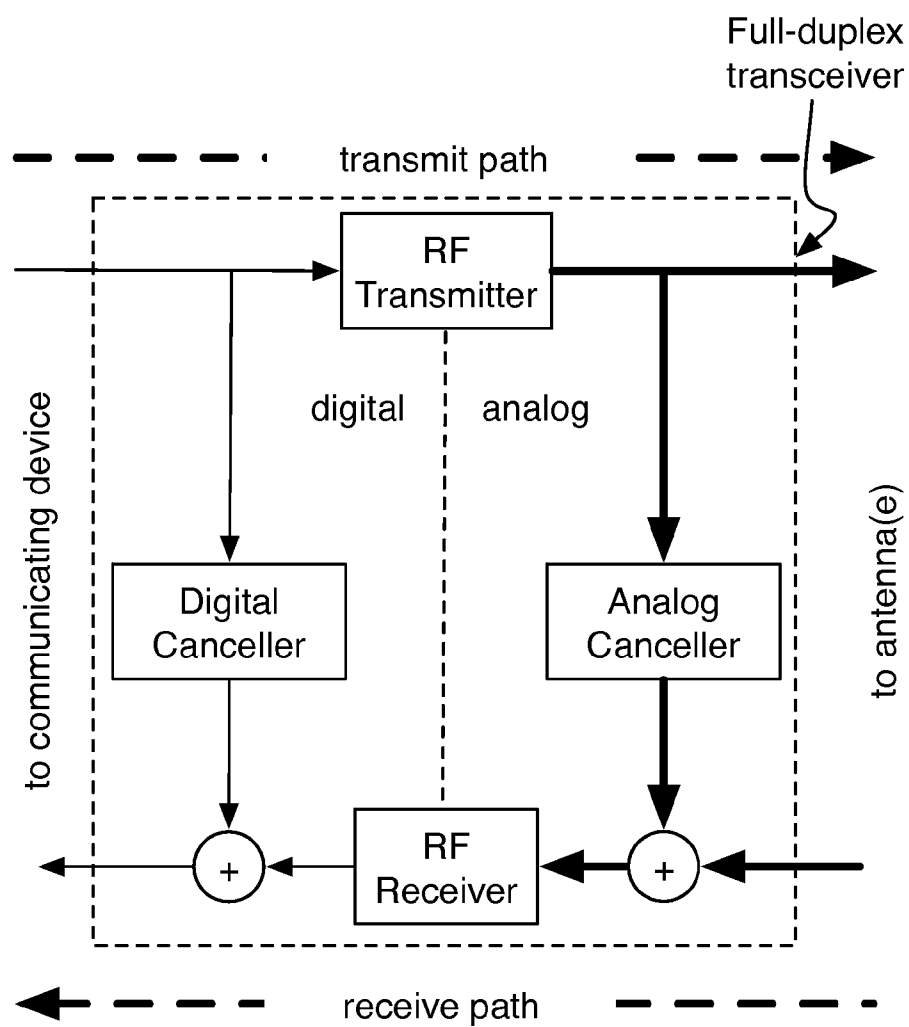 Full-duplex
transceiver
transmit path
RF
Transmitter
digital
analog
to communicating device
to antenna(e)
Digital
Canceller
Analog
Canceller
+
RF
Receiver
+
receive path